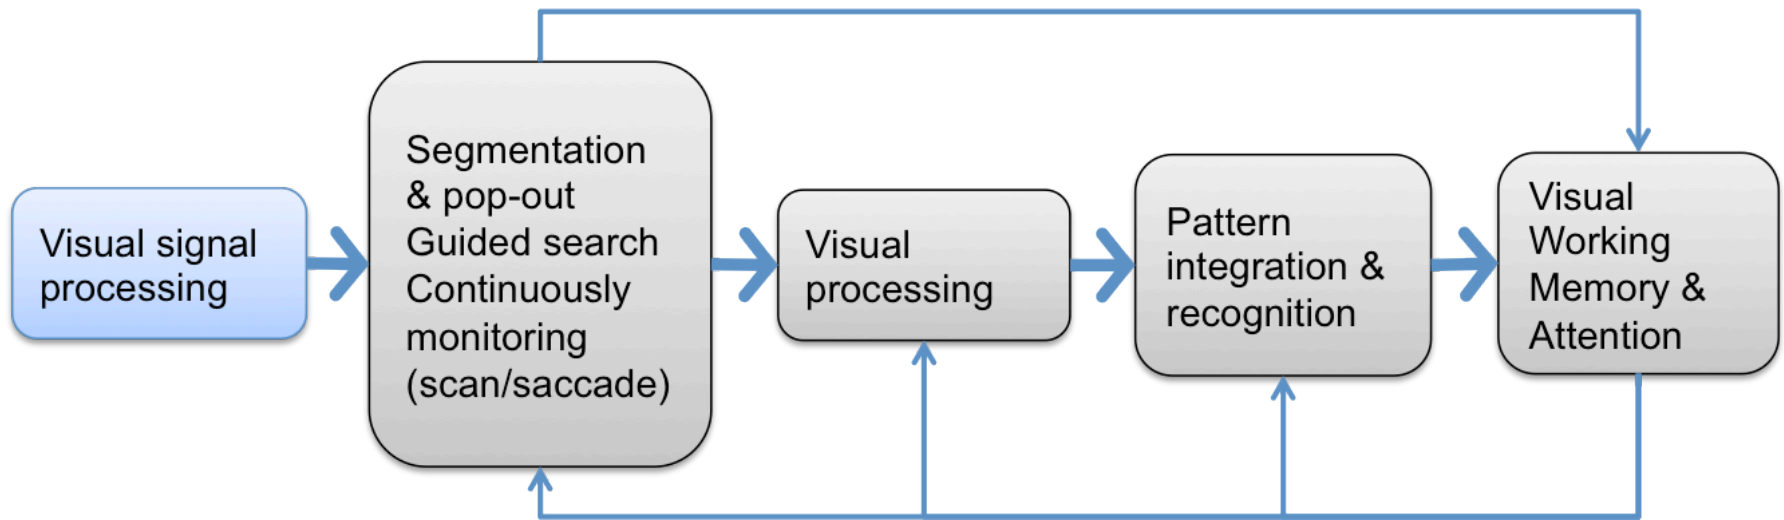 Visual signal
processing
Segmentation
& pop-out
Guided search
Continuously
monitoring
(scan/saccade)
Visual
processing
Pattern
integration &
recognition
Visual
Working
Memory &
Attention